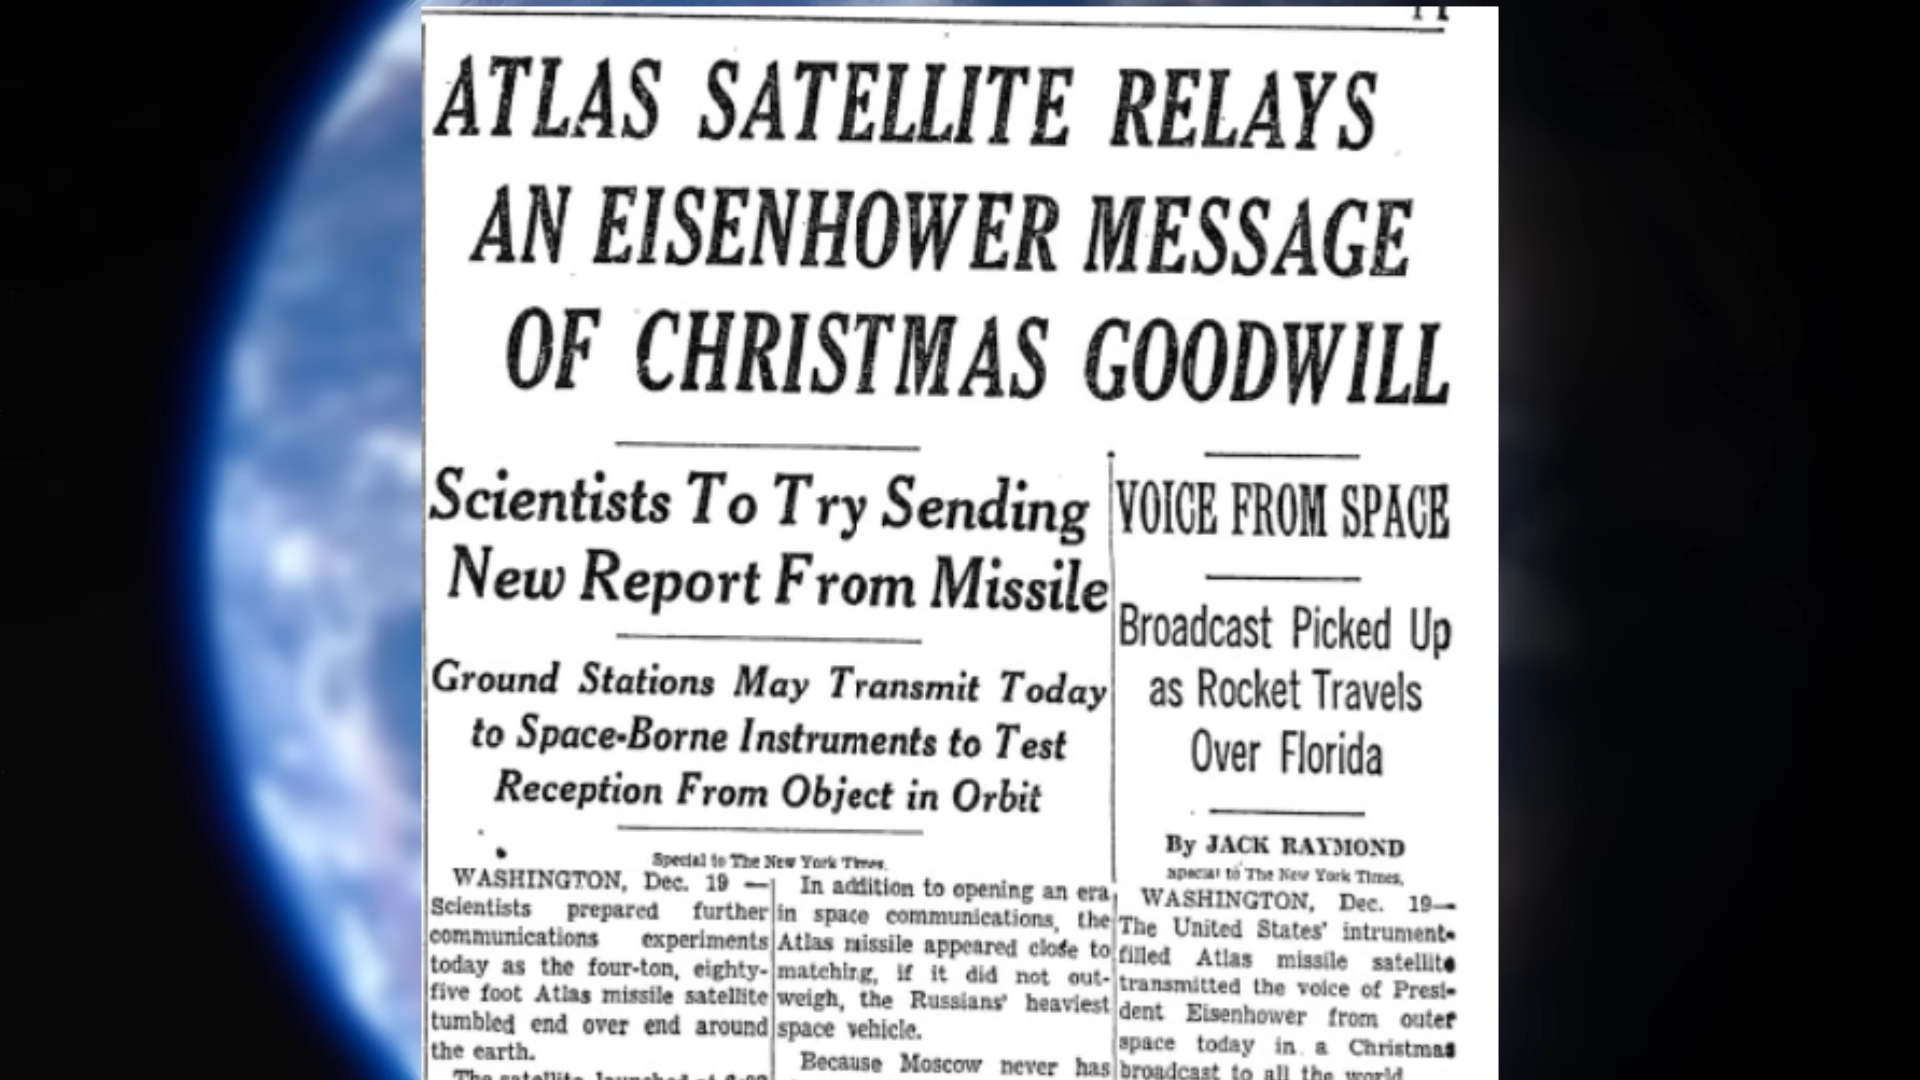 ATLAS SATELLITE RELAYS
AN EISENHOWER MESSAGE
OF CHRISTMAS GOODWILL
Scientists To Try Sending
New Report From Missile
Ground Stations May Transmit Today
to Space-Borne Instruments to Test
Reception From Object in Orbit
Special to The New York Times.
WASHINGTON, Dec. 19 —
Scientists prepared further
communications experiments
today as the four-ton, eighty-
five foot Atlas missile satellite
tumbled end over end around
the earth.
The satellite, launched at
In addition to opening an era
in space communications, the
Atlas missile appeared close to
matching, if it did not out-
weigh, the Russians' heaviest
space vehicle.
Because Moscow never has
VOICE FROM SPACE
Broadcast Picked Up
as Rocket Travels
Over Florida
By JACK RAYMOND
Special to The New York Times.
WASHINGTON, Dec. 19—
The United States' intrument-
filled Atlas missile satellite
transmitted the voice of Presi-
dent Eisenhower from outer
space today in a Christmas
broadcast to all the world.